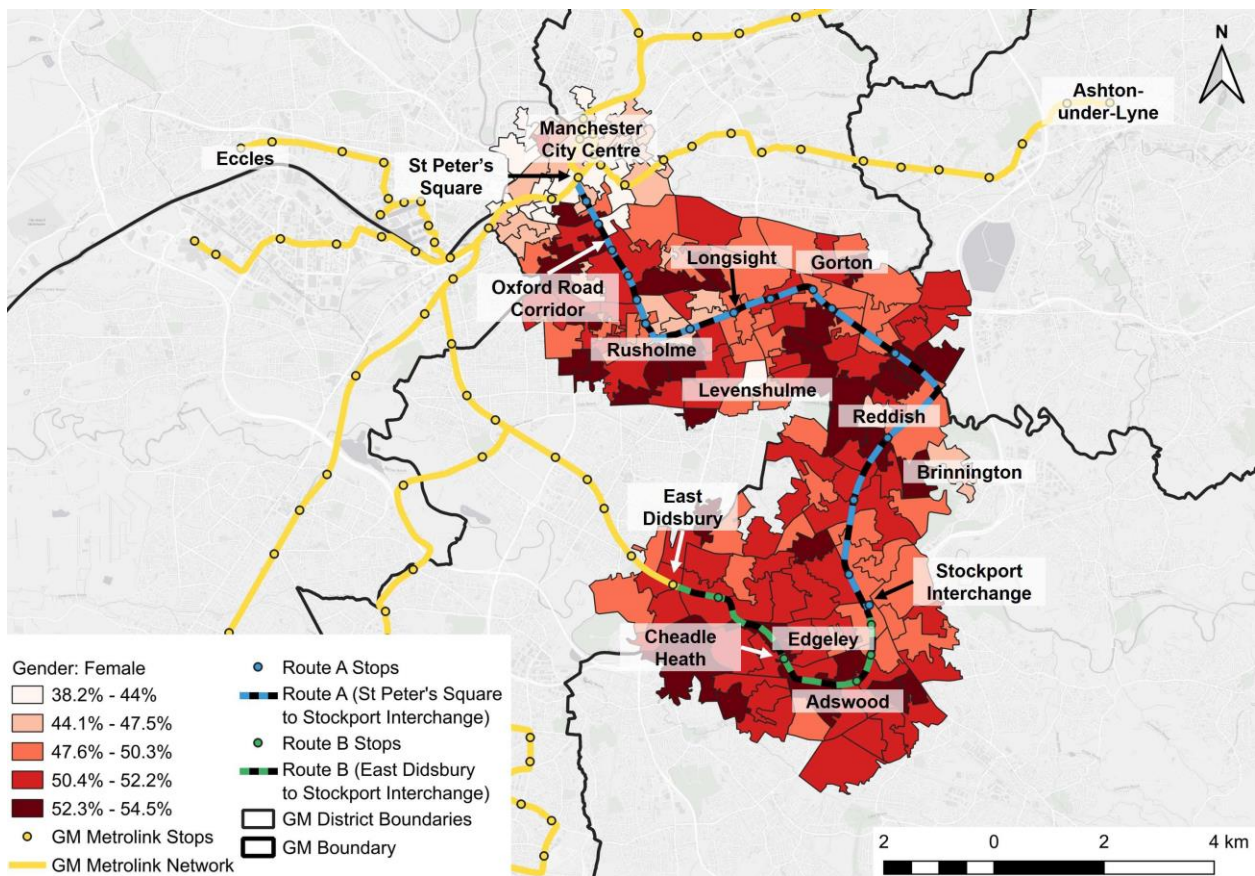 N
Ashton-
under-Lyne
Manchester
City Centre
Eccles
St Peter's
Square
Longsight
Gorton
Oxford Road
Corridor
Rusholme
Levenshulme
Reddish
Brinnington
East
Didsbury
Stockport
Interchange
Cheadle
Heath
Edgeley
Adswood
Gender: Female
38.2% - 44%
44.1% - 47.5%
47.6% - 50.3%
50.4% - 52.2%
52.3% - 54.5%
GM Metrolink Stops
GM Metrolink Network
Route A Stops
Route A (St Peter's Square
to Stockport Interchange)
Route B Stops
Route B (East Didsbury
to Stockport Interchange)
GM District Boundaries
GM Boundary
2 0 2 4 km